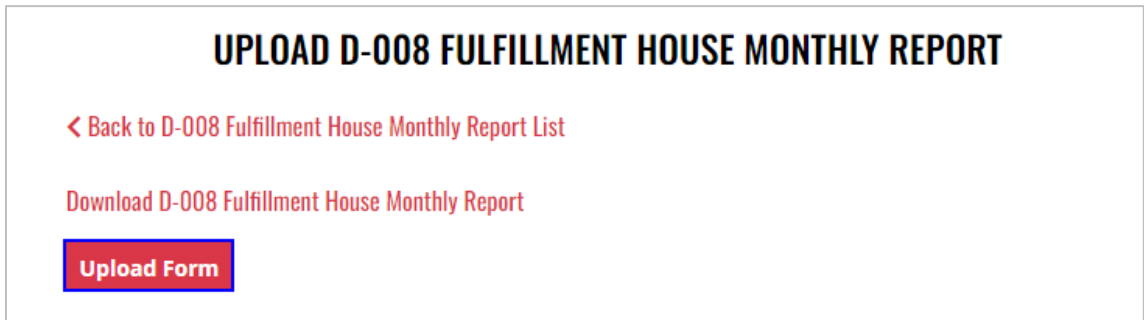 UPLOAD D-008 FULFILLMENT HOUSE MONTHLY REPORT
Back to D-008 Fulfillment House Monthly Report List
Download D-008 Fulfillment House Monthly Report
Upload Form